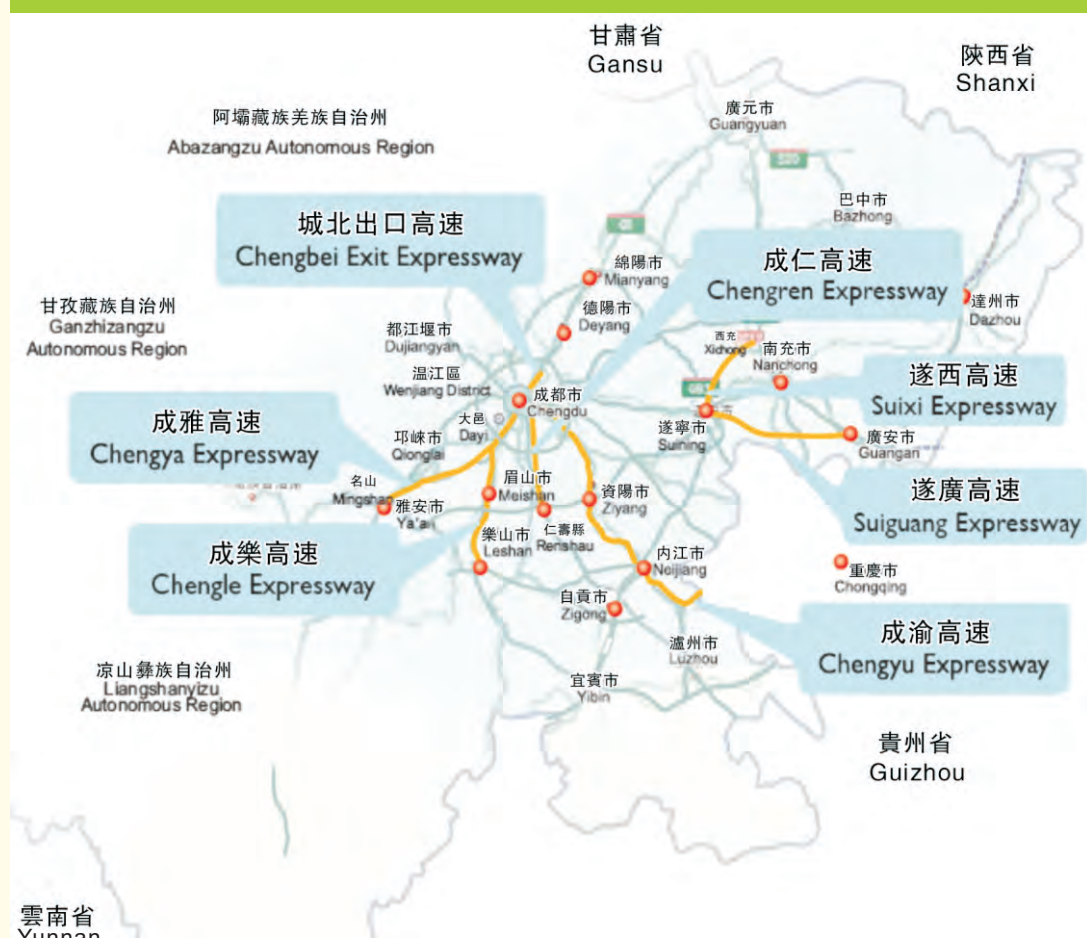 甘肅省
Gansu
陝西省
Shanxi
阿壩藏族羌族自治州
Abazangzu Autonomous Region
廣元市
Guangyuan
巴中市
Bazhong
城北出口高速
Chengbei Exit Expressway
綿陽市
Mianyang
成仁高速
Chengren Expressway
甘孜藏族自治州
Ganzhizangzu
Autonomous Region
德陽市
Deyang
達州市
Dazhou
都江堰市
Dujiangyan
西充
Xichong
南充市
Nanchong
温江區
Wenjiang District
成都市
Chengdu
遂西高速
Suixi Expressway
成雅高速
Chengya Expressway
大邑
Dayi
邛崍市
Qionglai
遂寧市
Suining
廣安市
Guangan
名山
Mingshan
雅安市
Ya'an
眉山市
Meishan
資陽市
Ziyang
遂廣高速
Suiguang Expressway
仁壽縣
Renshau
樂山市
Leshan
成樂高速
Chengle Expressway
内江市
Neijiang
重慶市
Chongqing
自貢市
Zigong
成渝高速
Chengyu Expressway
瀘州市
Luzhou
凉山彝族自治州
Liangshanyizu
Autonomous Region
宜賓市
Yibin
貴州省
Guizhou
雲南省
Yunnan